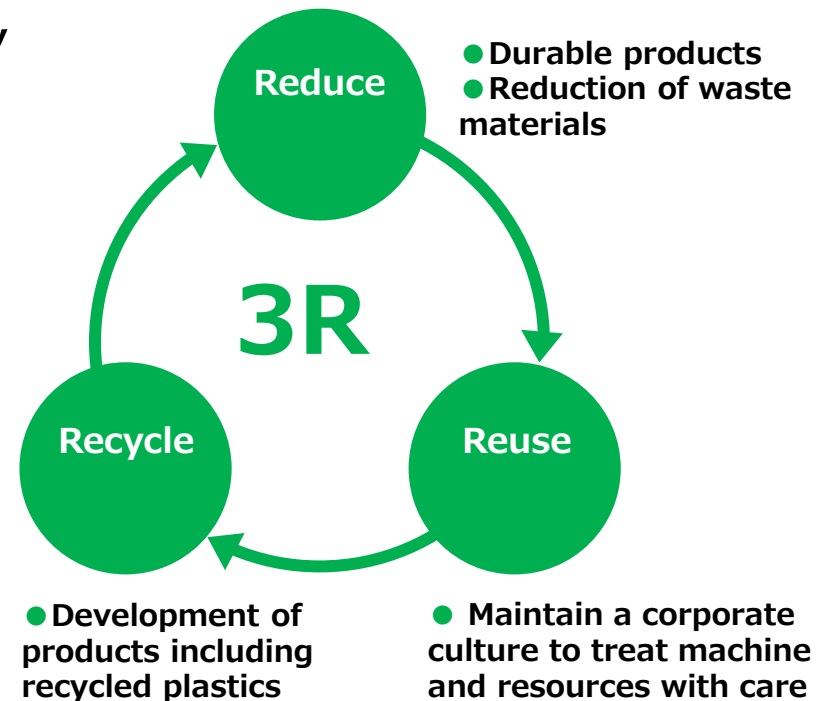 Reduce
●Durable products
●Reduction of waste
materials
3R
Recycle
Reuse
●Development of
products including
recycled plastics
● Maintain a corporate
culture to treat machine
and resources with care